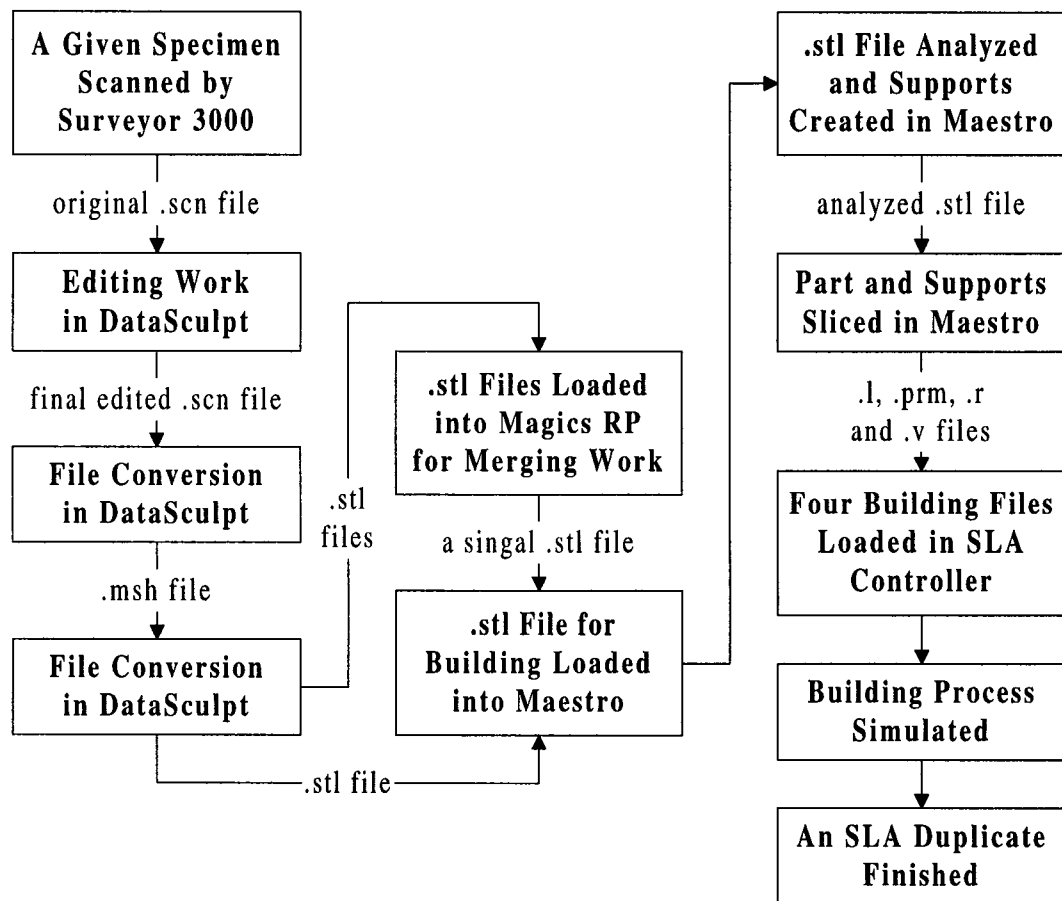 A Given Specimen
Scanned by
Surveyor 3000
original .scn file
Editing Work
in DataSculpt
final edited .scn file
File Conversion
in DataSculpt
.msh file
File Conversion
in DataSculpt
.stl
files
.stl file
.stl Files Loaded
into Magics RP
for Merging Work
a singal .stl file
.stl File for
Building Loaded
into Maestro
.stl File Analyzed
and Supports
Created in Maestro
analyzed .stl file
Part and Supports
Sliced in Maestro
.l, .prm, .r
and .v files
Four Building Files
Loaded in SLA
Controller
Building Process
Simulated
An SLA Duplicate
Finished